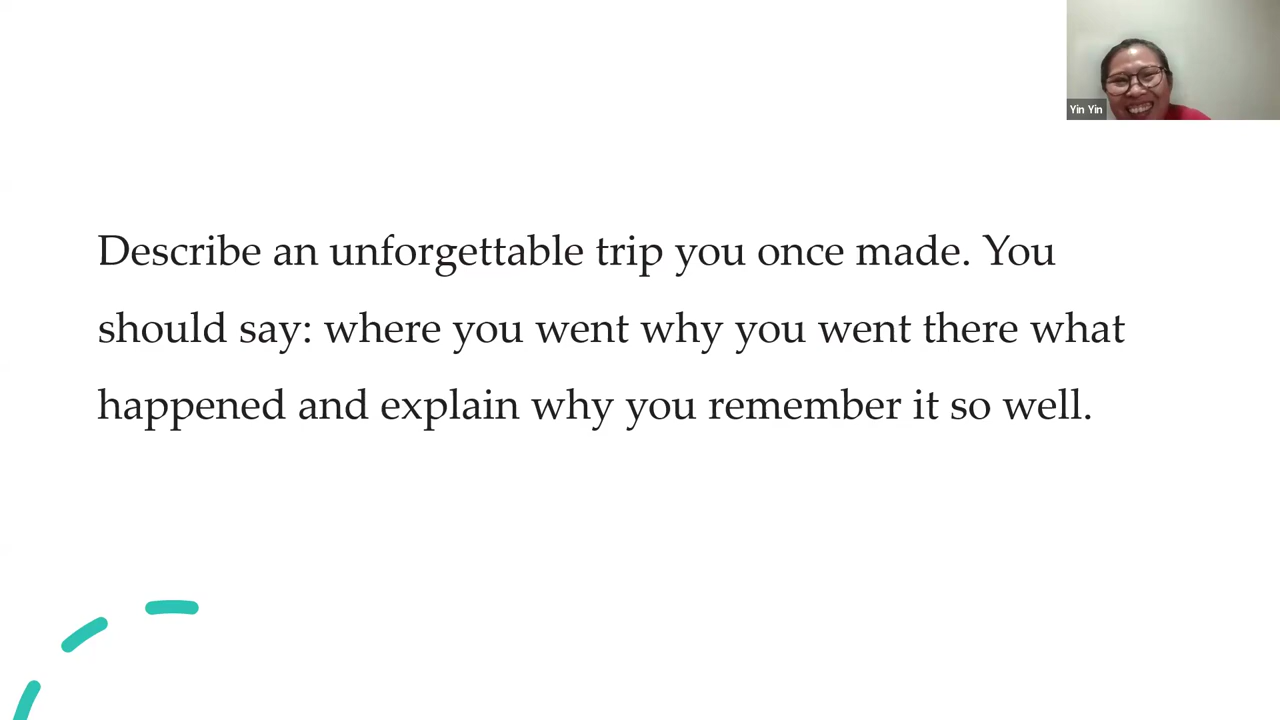 Yin Yin
Describe an unforgettable trip you once made. You
should say: where you went why you went there what
happened and explain why you remember it so well.